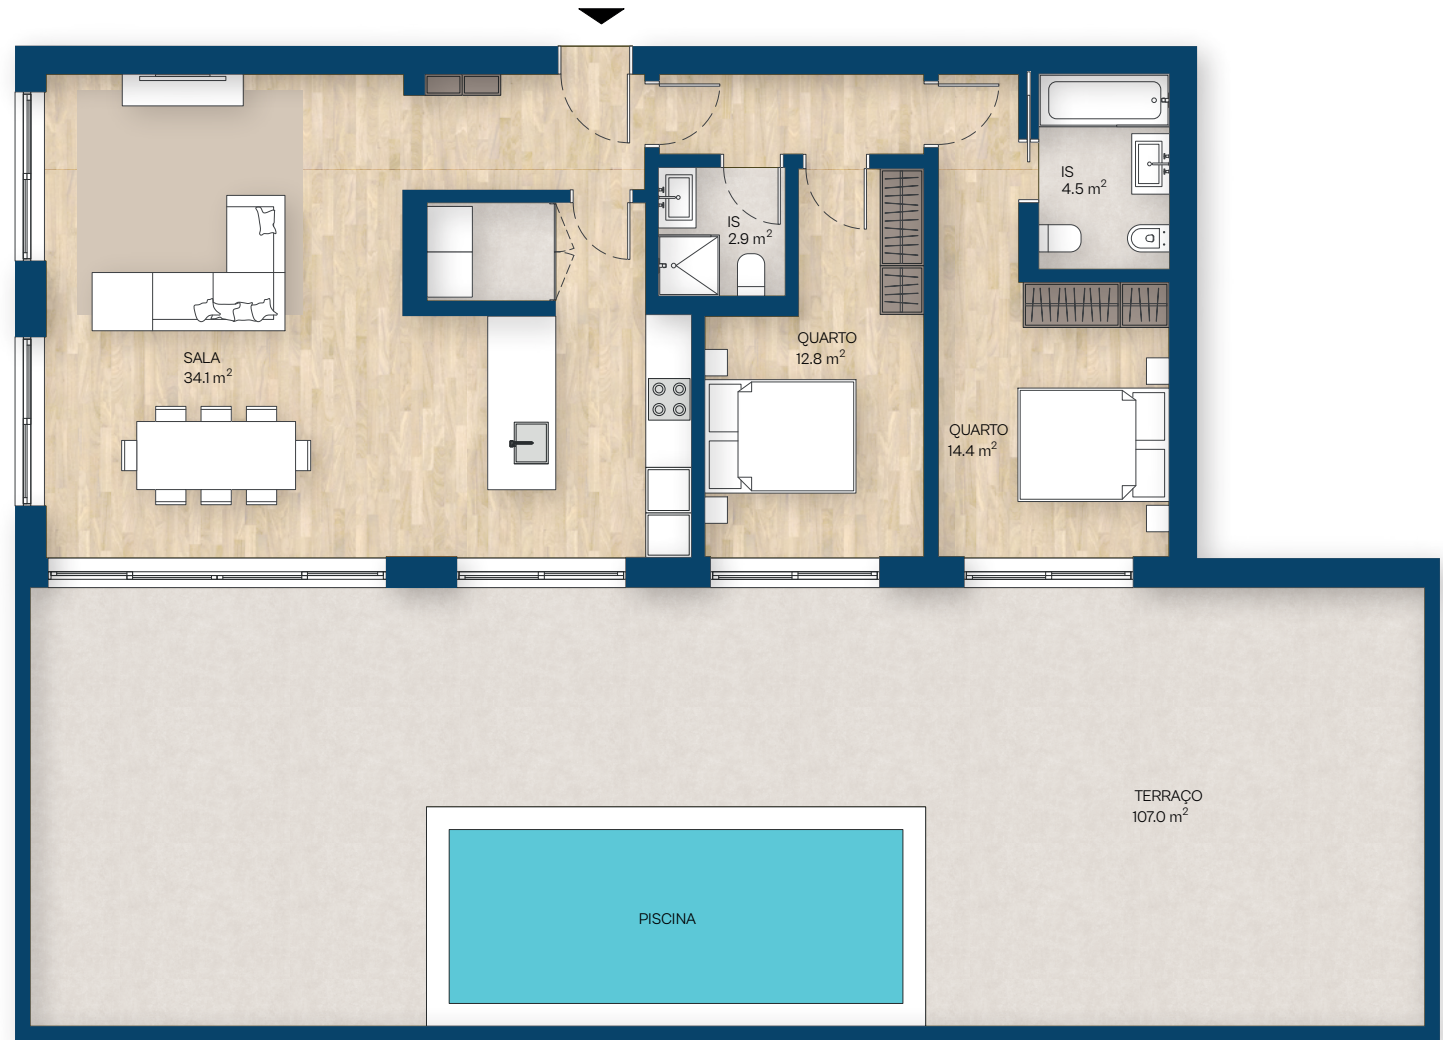 IS
4.5 m²
IS
2.9 m²
QUARTO
12.8 m²
SALA
34.1 m²
QUARTO
14.4 m²
TERRAÇO
107.0 m²
PISCINA